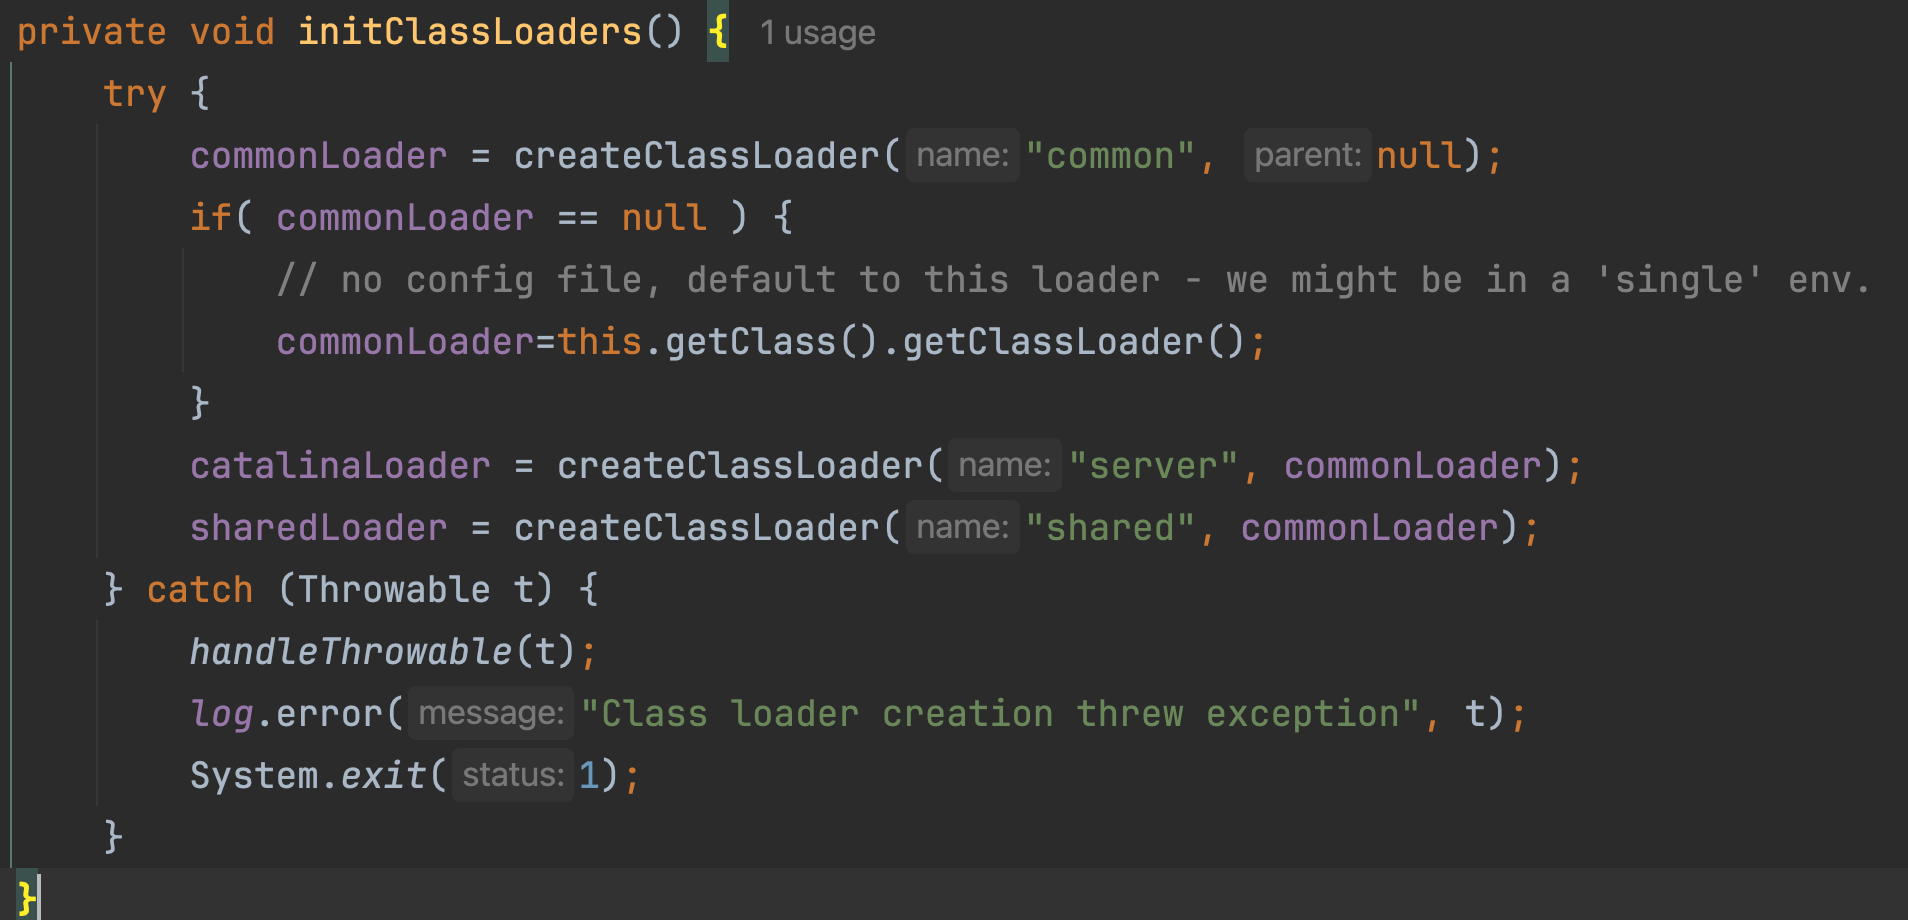 private void initClassLoaders() { 1 usage
try {
commonLoader = createClassLoader( name: "common", parent: null);
if( commonLoader == null ) {
// no config file, default to this loader - we might be in a 'single' env.
commonLoader=this.getClass().getClassLoader();
}
catalinaLoader = createClassLoader( name: "server", commonLoader);
sharedLoader = createClassLoader( name: "shared", commonLoader);
} catch (Throwable t) {
handleThrowable(t);
log.error( message: "Class loader creation threw exception", t);
System.exit( status: 1);
}
}